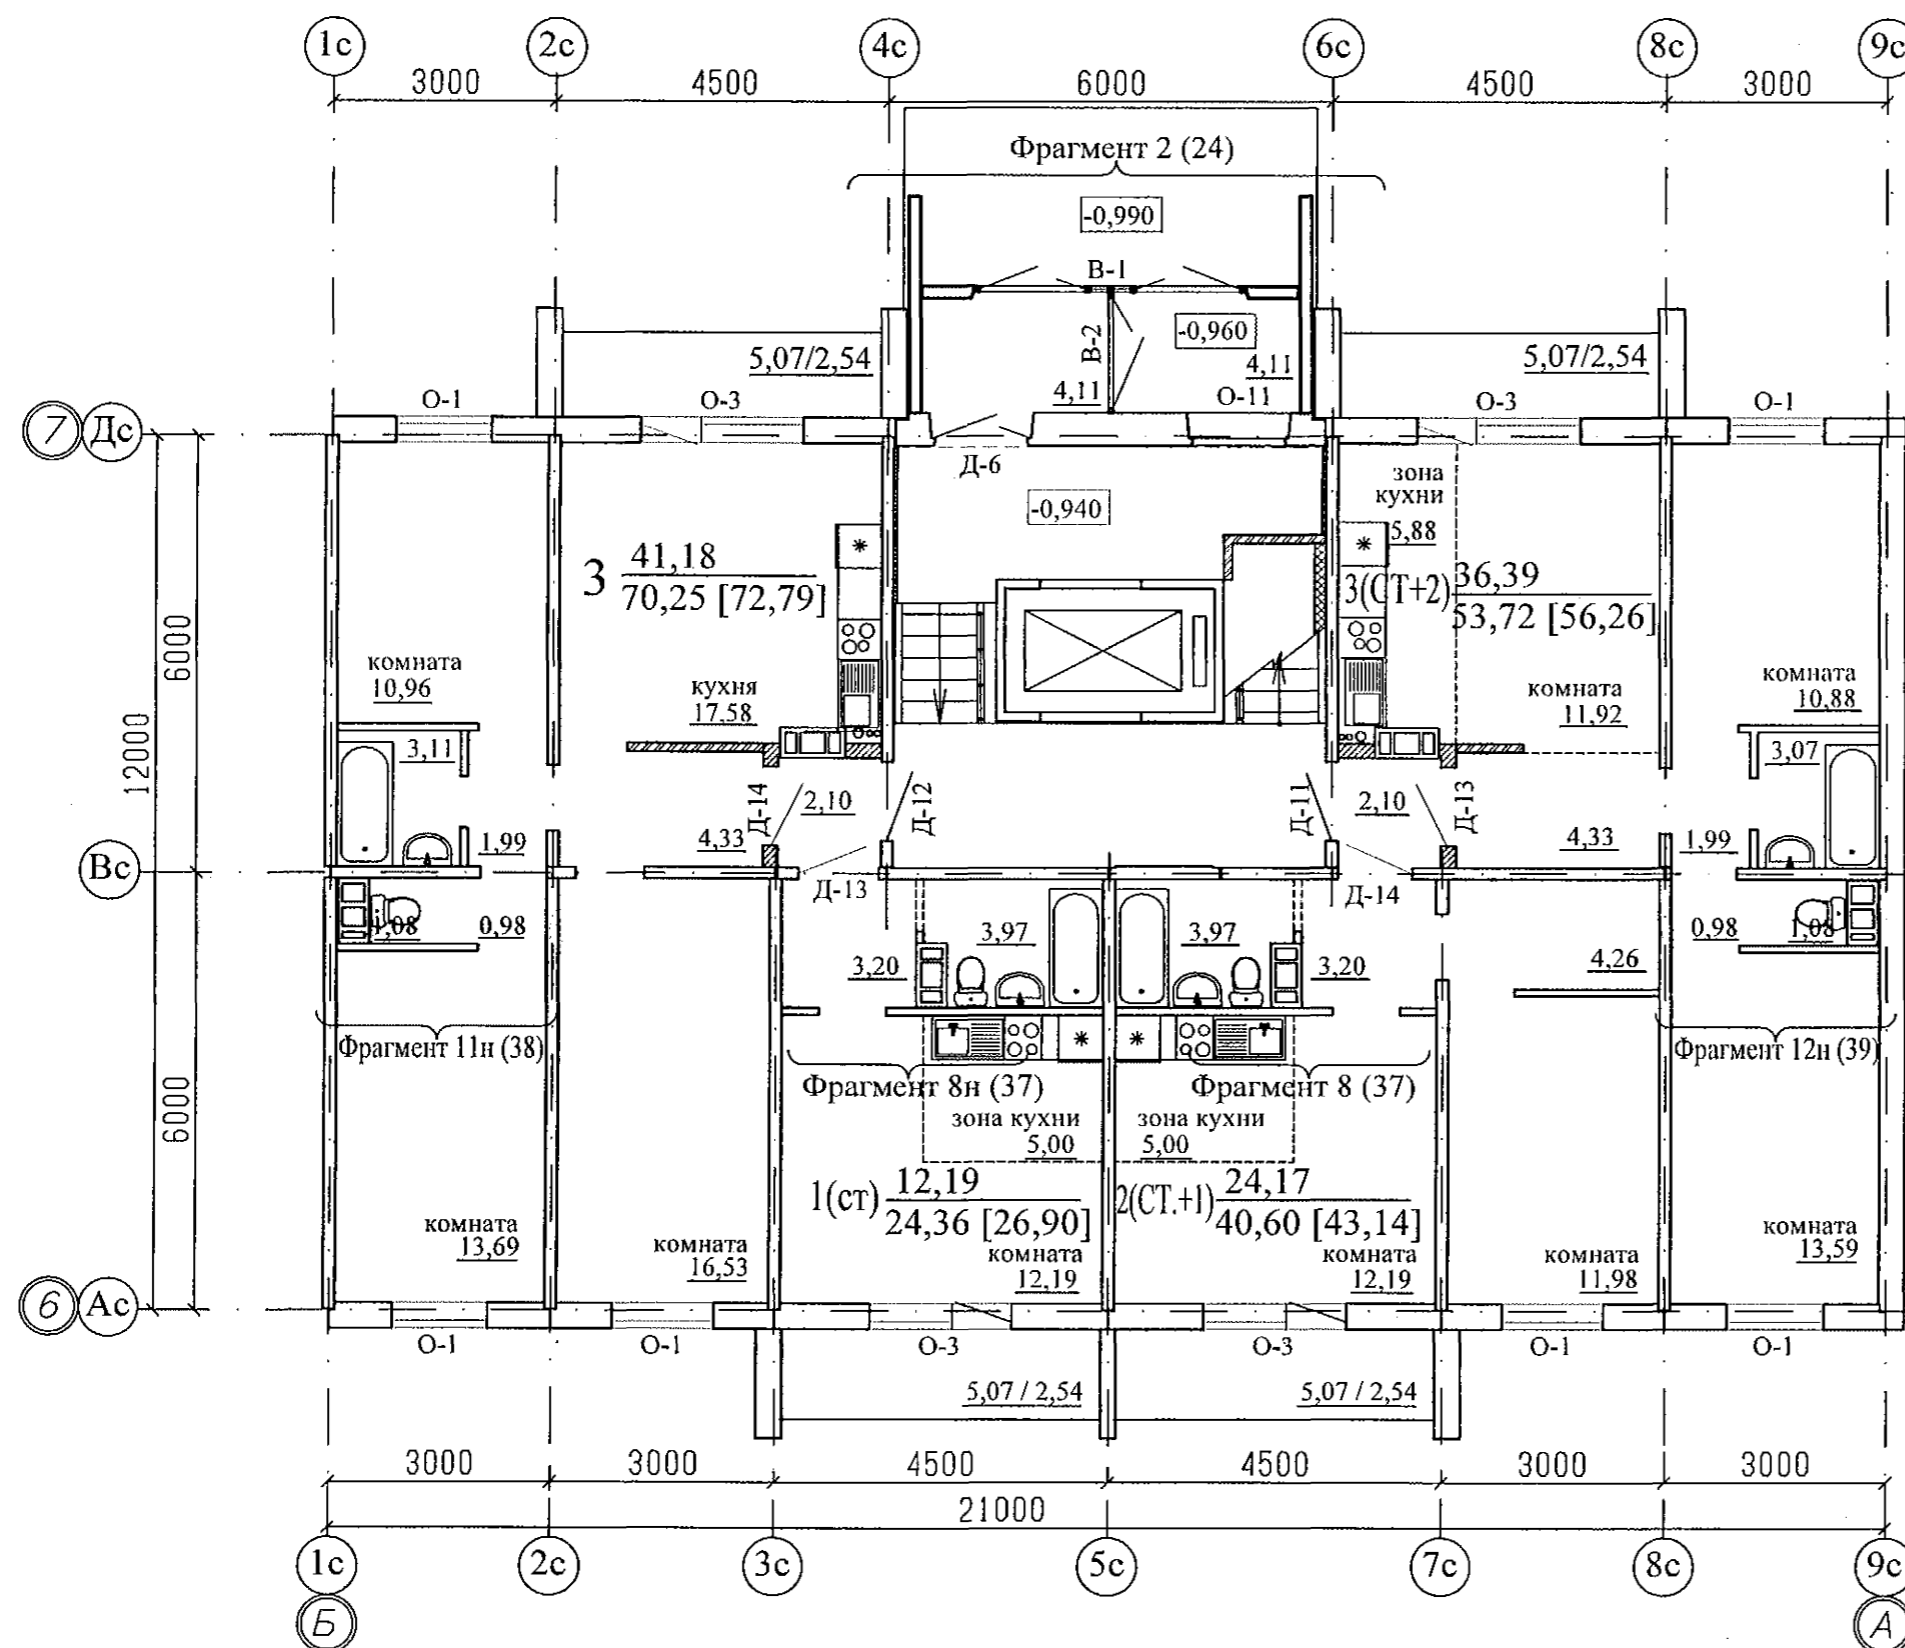 1с 2с 4с 6с 8с 9с
3000 4500 6000 4500 3000
Фрагмент 2 (24)
-0,990
В-1
В-2
-0,960
5,07/2,54
4,11
4,11
5,07/2,54
О-1 О-3 О-11 О-3 О-1
7 Дс
Д-6
зона
кухни
5,88
-0,940
3 41,18
70,25 [72,79]
3(СТ+2) 36,39
53,72 [56,26]
6000
12000
комната
10,96
кухня
17,58
комната
11,92
комната
10,88
3,11
3,07
Д-14
2,10
Д-12
Д-11
2,10
Д-13
1,99
4,33
4,33
1,99
Вс
Д-13
Д-14
1,08
0,98
3,97
3,97
0,98
1,08
3,20
3,20
4,26
Фрагмент 11н (38)
Фрагмент 12н (39)
Фрагмент 8н (37)
Фрагмент 8 (37)
6000
зона кухни
5,00
зона кухни
5,00
1(ст) 12,19
24,36 [26,90]
2(СТ.+1) 24,17
40,60 [43,14]
комната
13,69
комната
16,53
комната
12,19
комната
12,19
комната
11,98
комната
13,59
6 Ас
О-1 О-1 О-3 О-3 О-1 О-1
5,07 / 2,54
5,07 / 2,54
3000 3000 4500 4500 3000 3000
21000
1с 2с 3с 5с 7с 8с 9с
Б А